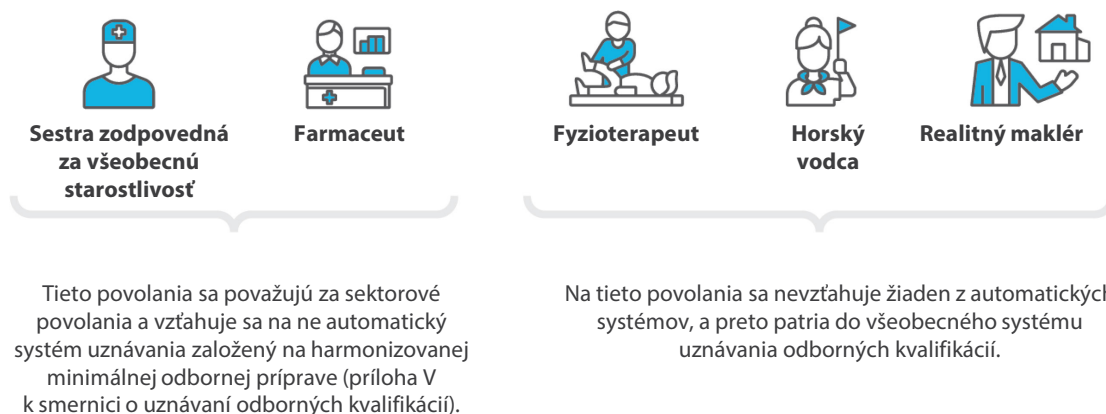 Sestra zodpovedná
za všeobecnú
starostlivosť
Farmaceut
Fyzioterapeut
Horský
vodca
Realitný maklér
Tieto povolania sa považujú za sektorové
povolania a vzťahuje sa na ne automatický
systém uznávania založený na harmonizovanej
minimálnej odbornej príprave (príloha V
k smernici o uznávaní odborných kvalifikácií).
Na tieto povolania sa nevzťahuje žiaden z automatických
systémov, a preto patria do všeobecného systému
uznávania odborných kvalifikácií.